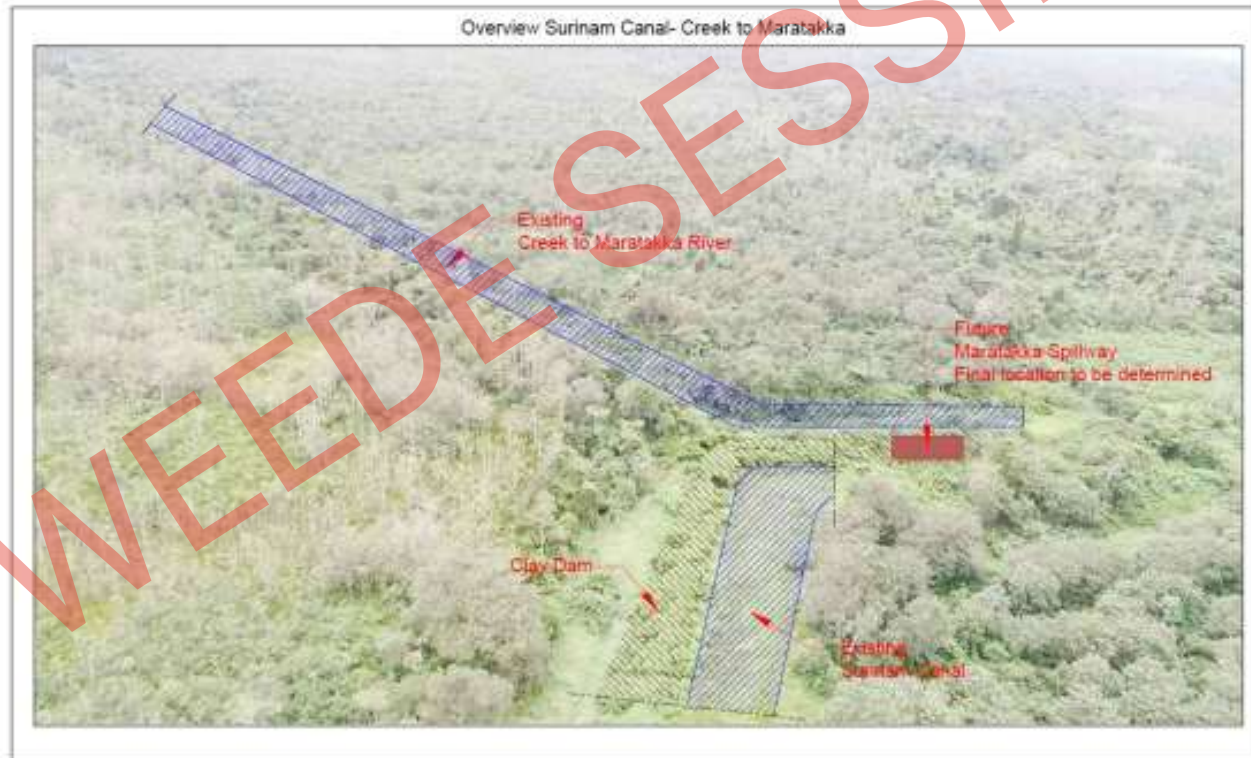 Overview Surinam Canal- Creek to Maratakka
WEEDE SESSI
Existing
Creek to Maratakka River
Future
Maratakka-Spillway
Final location to be determined
Clay Dam
Existing
Surinam Canal